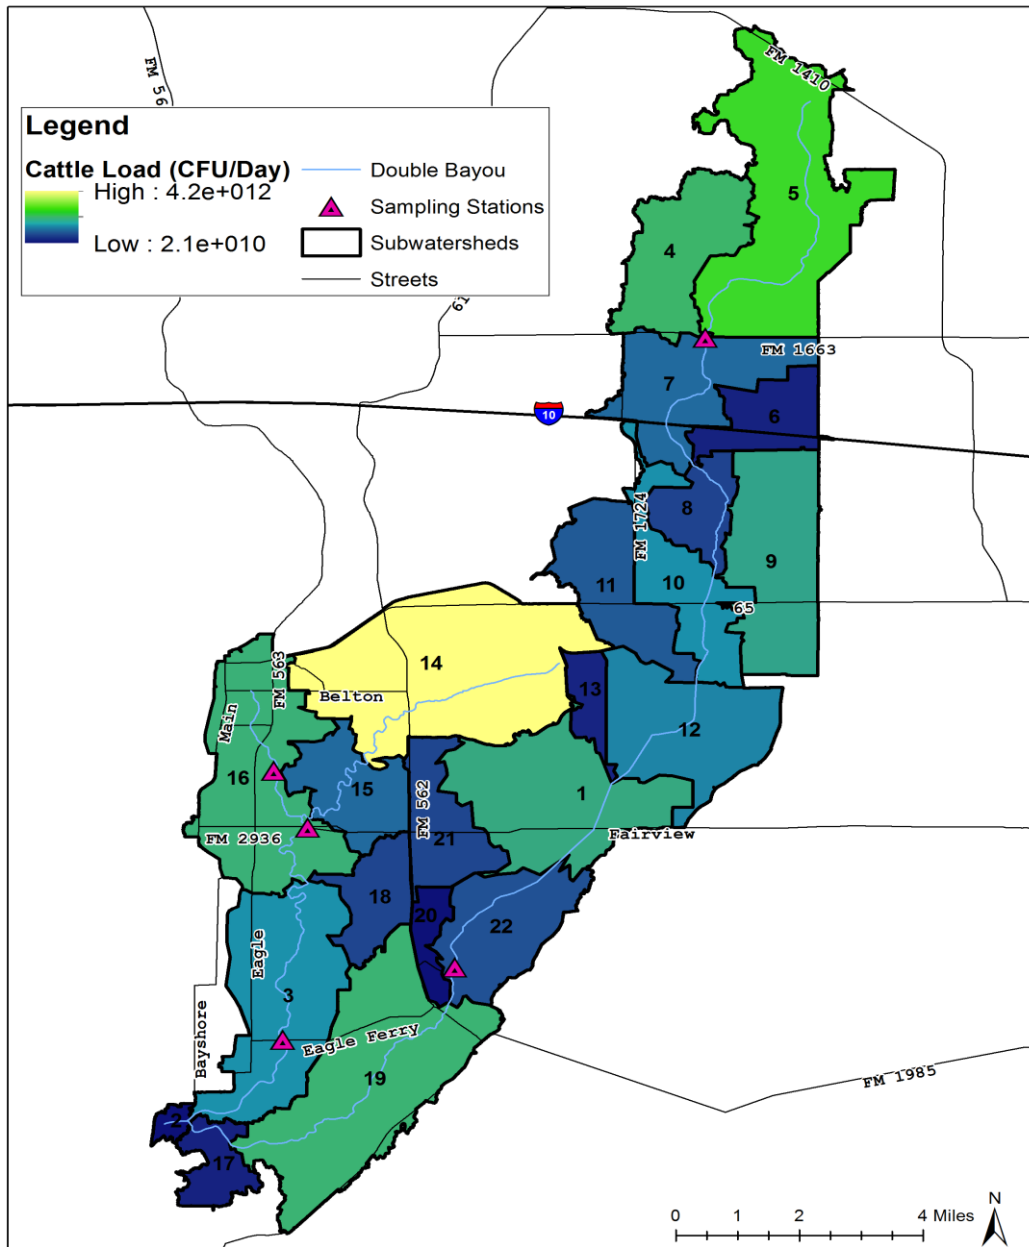 FM 1410
FM 56
Legend
Cattle Load (CFU/Day)
High : 4.2e+012
Low : 2.1e+010
Double Bayou
Sampling Stations
Subwatersheds
Streets
61
5
4
FM 1663
7
6
10
8
FM 1724
9
11
10
65
14
FM 563
Belton
13
Main
12
16
15
1
FM 562
FM 2936
Fairview
21
18
20
22
Eagle
3
Bayshore
Eagle Ferry
19
FM 1985
2
17
N
0 1 2 4 Miles